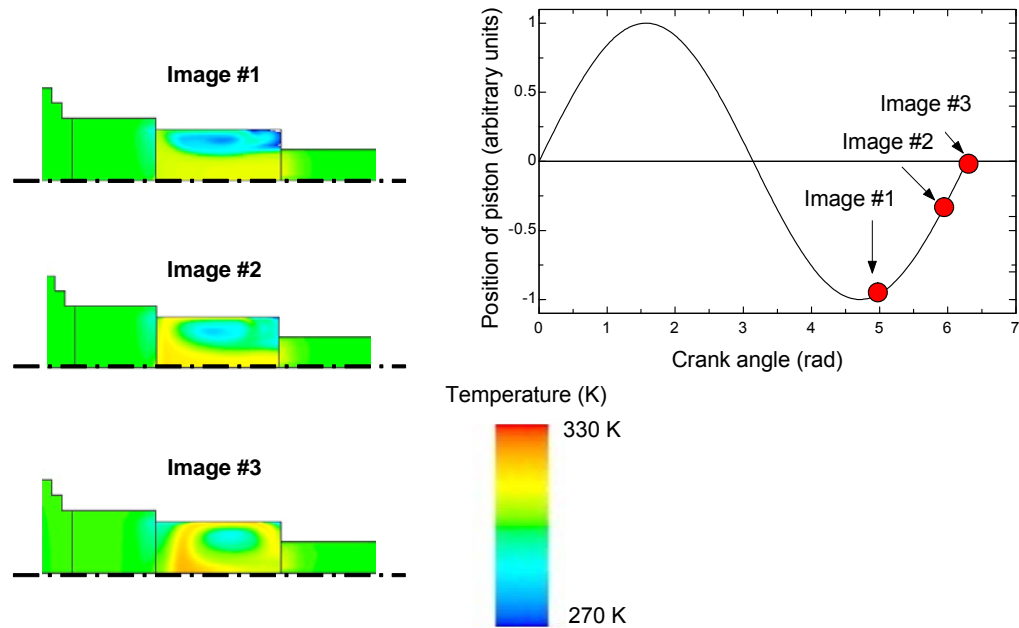 Image #1
Image #2
Image #3
Position of piston (arbitrary units)
1
0.5
0
-0.5
-1
0 1 2 3 4 5 6 7
Crank angle (rad)
Image #3
Image #2
Image #1
Temperature (K)
330 K
270 K